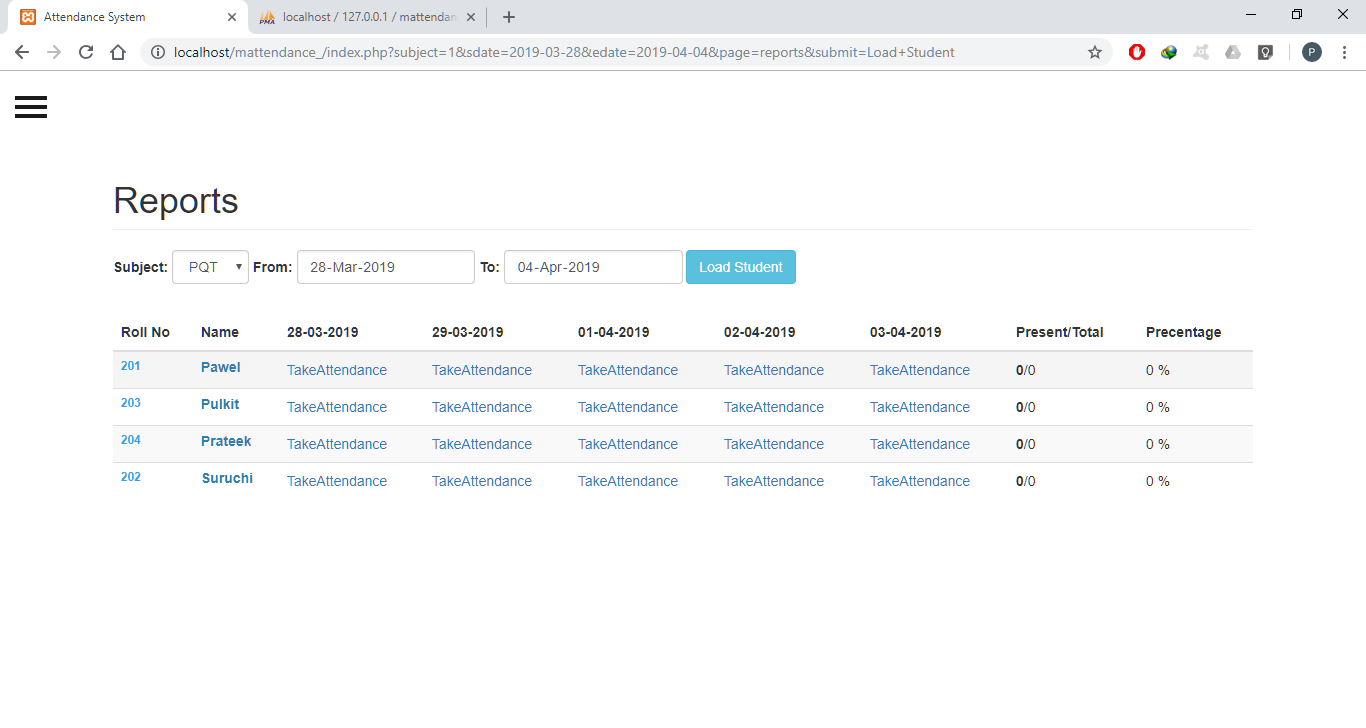 Attendance System
localhost / 127.0.0.1 / mattendan
localhost/mattendance_/index.php?subject=1&sdate=2019-03-28&edate=2019-04-04&page=reports&submit=Load+Student
P
Reports
Subject: PQT From: 28-Mar-2019 To: 04-Apr-2019 Load Student
Roll No Name 28-03-2019 29-03-2019 01-04-2019 02-04-2019 03-04-2019 Present/Total Precentage
201 Pawel TakeAttendance TakeAttendance TakeAttendance TakeAttendance TakeAttendance 0/0 0 %
203 Pulkit TakeAttendance TakeAttendance TakeAttendance TakeAttendance TakeAttendance 0/0 0 %
204 Prateek TakeAttendance TakeAttendance TakeAttendance TakeAttendance TakeAttendance 0/0 0 %
202 Suruchi TakeAttendance TakeAttendance TakeAttendance TakeAttendance TakeAttendance 0/0 0 %